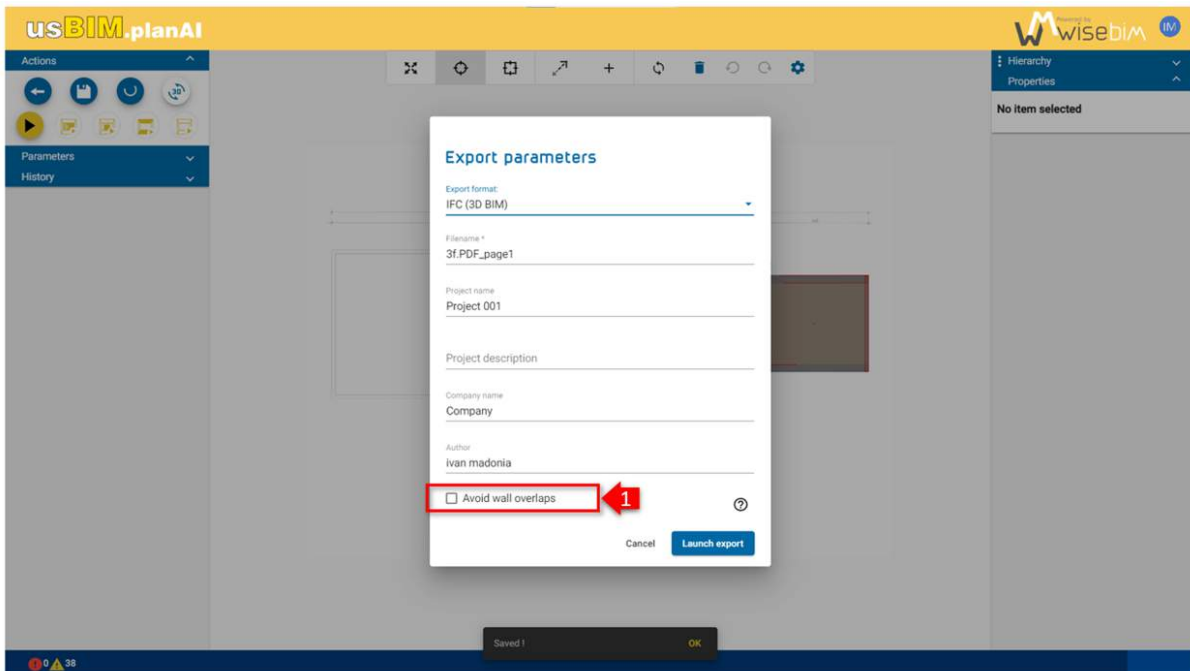 usBIM.planAI
Powered by
wisebim
IM
Actions
3D
Parameters
History
Hierarchy
Properties
No item selected
Export parameters
Export format:
IFC (3D BIM)
Filename *
3f.PDF_page1
Project name
Project 001
Project description
Company name
Company
Author
ivan madonia
Avoid wall overlaps
1
Cancel
Launch export
Saved !
OK
0
38